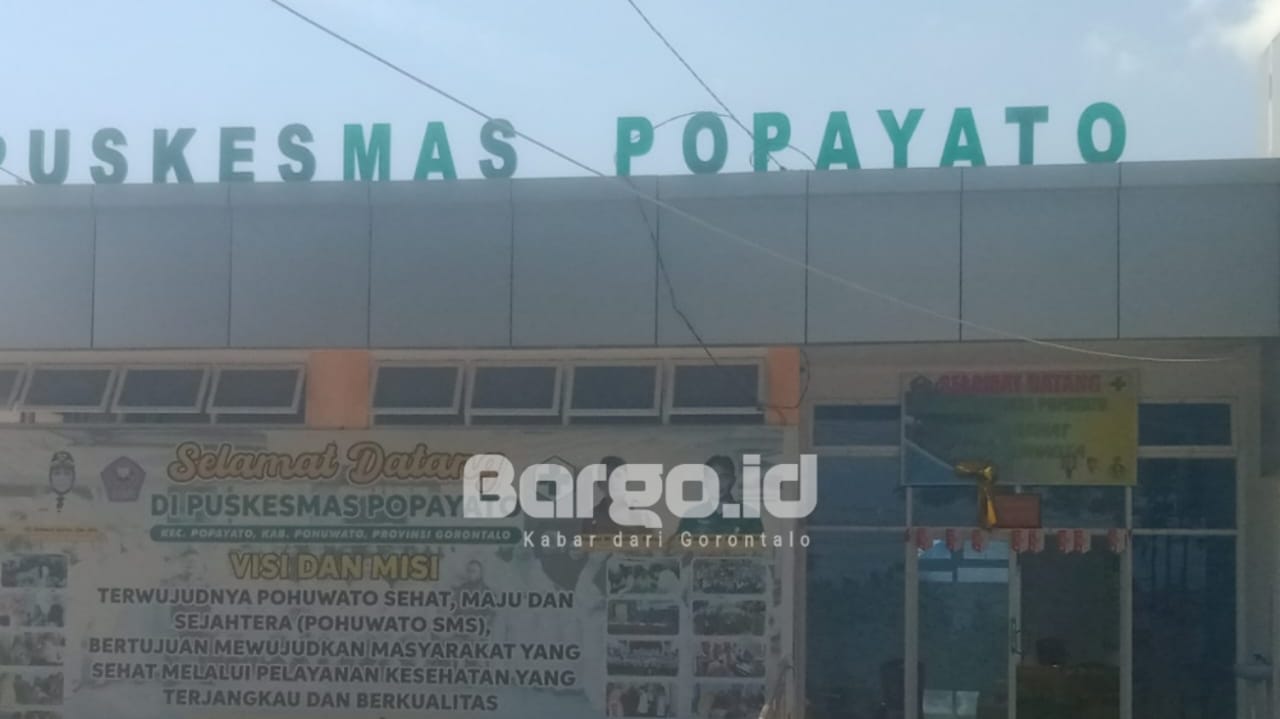 PUSKESMAS POPAYATO
SELAMAT DATANG
Selamat Datang
DI PUSKESMAS POPAYATO
KEC. POPAYATO, KAB. POHUWATO, PROVINSI GORONTALO
VISI DAN MISI
TERWUJUDNYA POHUWATO SEHAT, MAJU DAN
SEJAHTERA (POHUWATO SMS),
BERTUJUAN MEWUJUDKAN MASYARAKAT YANG
SEHAT MELALUI PELAYANAN KESEHATAN YANG
TERJANGKAU DAN BERKUALITAS
Bargo.id
Kabar dari Gorontalo